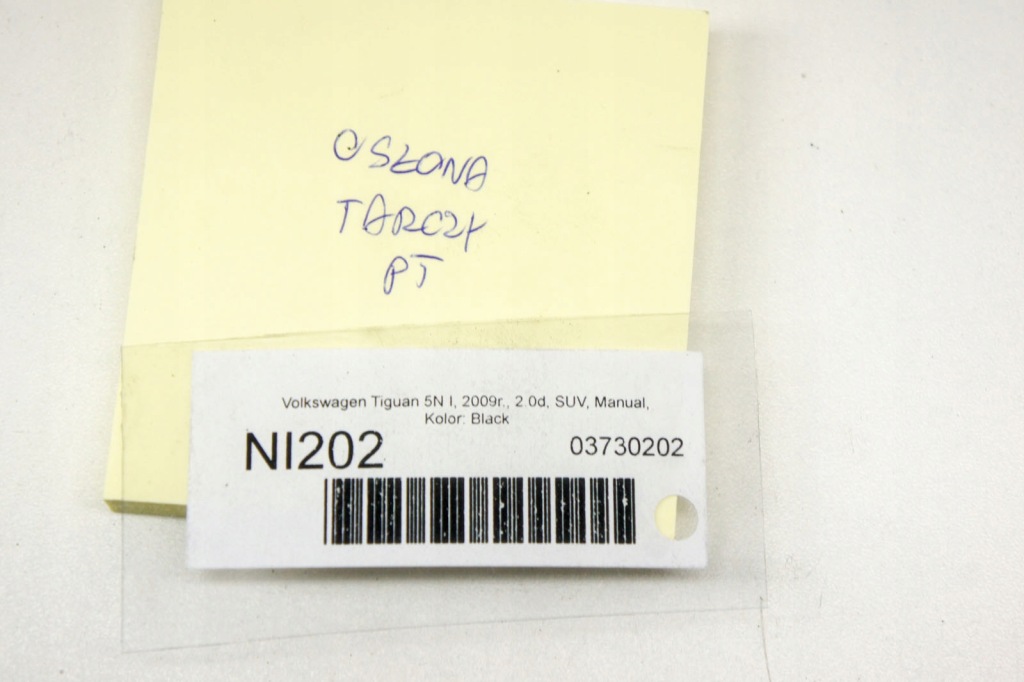 OSŁONA
TARCZY
PT
Volkswagen Tiguan 5N I, 2009r., 2.0d, SUV, Manual,
Kolor: Black
NI202
03730202